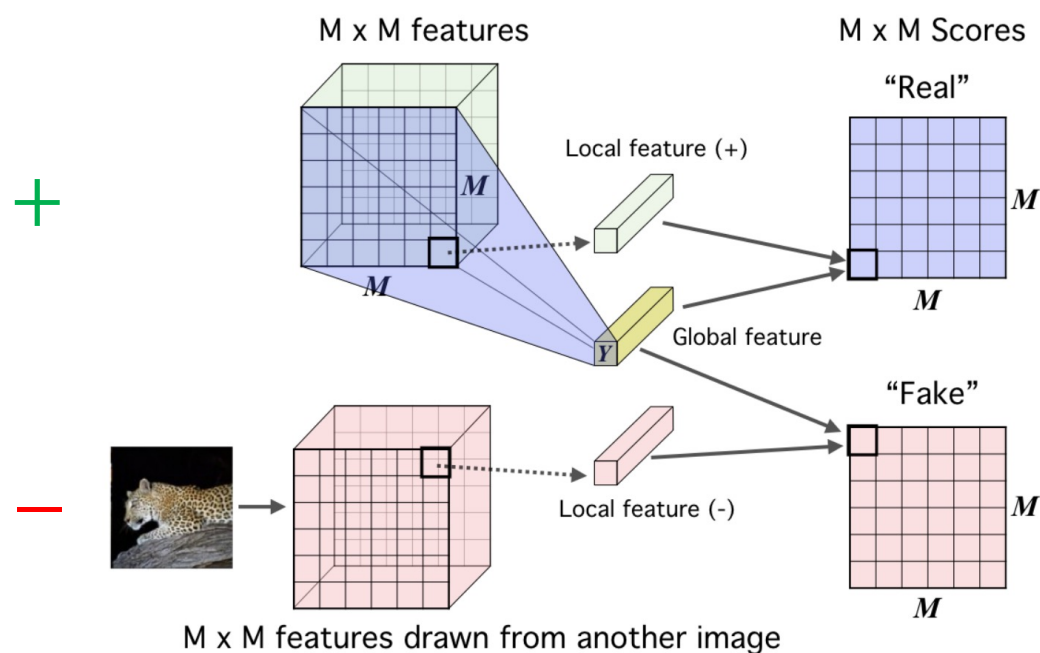 M x M features
M x M Scores
“Real”
Local feature (+)
M
M
M
M
+
Y
Global feature
“Fake”
Local feature (-)
M
M
−
M x M features drawn from another image